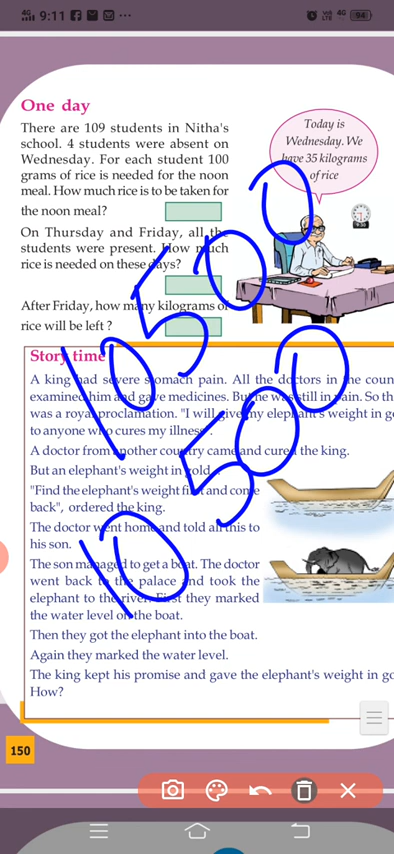 4G 9:11
4G
94
One day
There are 109 students in Nitha's
school. 4 students were absent on
Wednesday. For each student 100
grams of rice is needed for the noon
meal. How much rice is to be taken for
the noon meal?
On Thursday and Friday, all the
students were present. How much
rice is needed on these days?
After Friday, how many kilograms of
rice will be left ?
Today is
Wednesday. We
have 35 kilograms
of rice
10500
10500
Story time
A king had severe stomach pain. All the doctors in the coun
examined him and gave medicines. But he was still in pain. So th
was a royal proclamation. "I will give my elephant's weight in g
to anyone who cures my illness".
A doctor from another country came and cured the king.
But an elephant's weight in gold
"Find the elephant's weight first and come
back", ordered the king.
The doctor went home and told all this to
his son.
The son managed to get a boat. The doctor
went back to the palace and took the
elephant to the river. First they marked
the water level on the boat.
Then they got the elephant into the boat.
Again they marked the water level.
The king kept his promise and gave the elephant's weight in go
How?
150